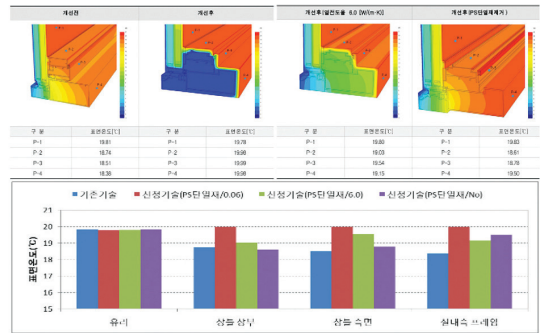 개선전
개선후
개선후(열전도율 6.0 [W/(m·K)]
개선후(PS단열재제거)
구 분 표면온도[℃] 구 분 표면온도[℃] 구 분 표면온도[℃] 구 분 표면온도[℃]
P-1 19.81 P-1 19.78 P-1 19.80 P-1 19.83
P-2 18.74 P-2 19.98 P-2 19.03 P-2 18.61
P-3 18.51 P-3 19.99 P-3 19.54 P-3 18.78
P-4 18.38 P-4 19.98 P-4 19.15 P-4 19.50
기존기술 신청기술(PS단열재/0.06) 신청기술(PS단열재/6.0) 신청기술(PS단열재/No)
표면온도(℃)
20
19
18
17
16
15
유리 창틀 상부 창틀 측면 실내측 프레임